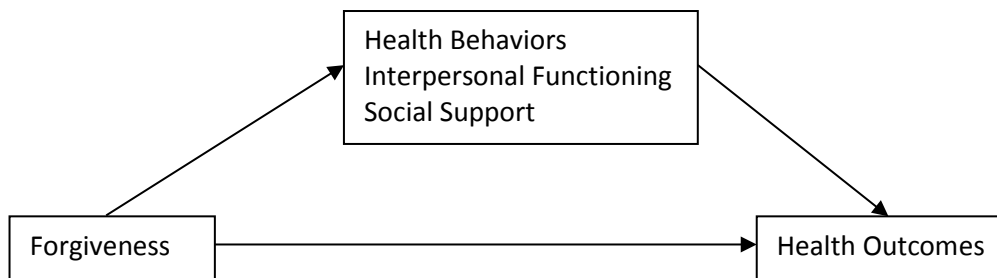 Health Behaviors
Interpersonal Functioning
Social Support
Forgiveness
Health Outcomes